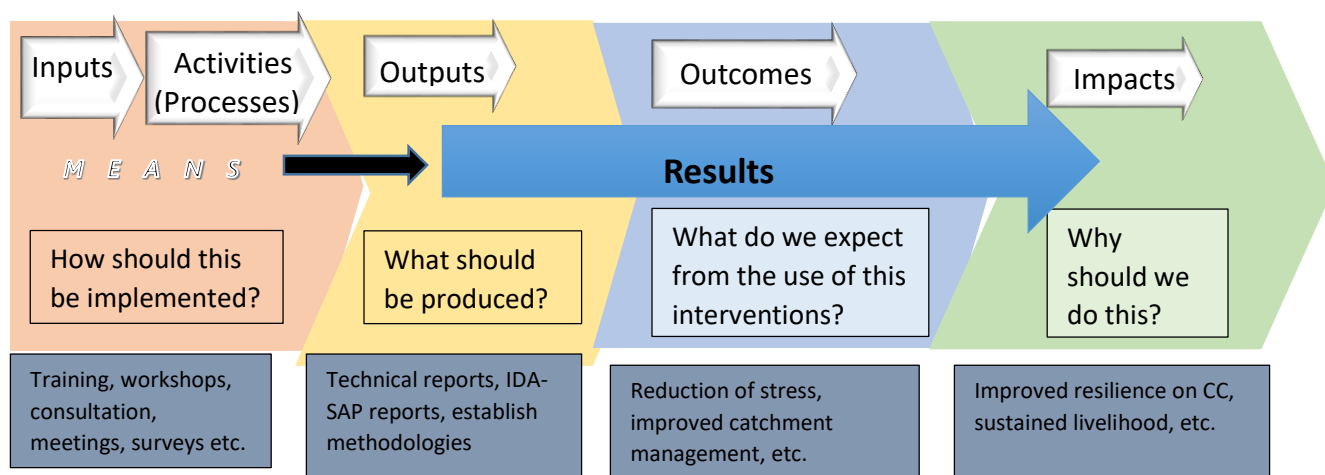 Inputs
Activities
(Processes)
Outputs
Outcomes
Impacts
MEANS
Results
How should this
be implemented?
What should
be produced?
What do we expect
from the use of this
interventions?
Why
should we
do this?
Training, workshops,
consultation,
meetings, surveys etc.
Technical reports, IDA-
SAP reports, establish
methodologies
Reduction of stress,
improved catchment
management, etc.
Improved resilience on CC,
sustained livelihood, etc.